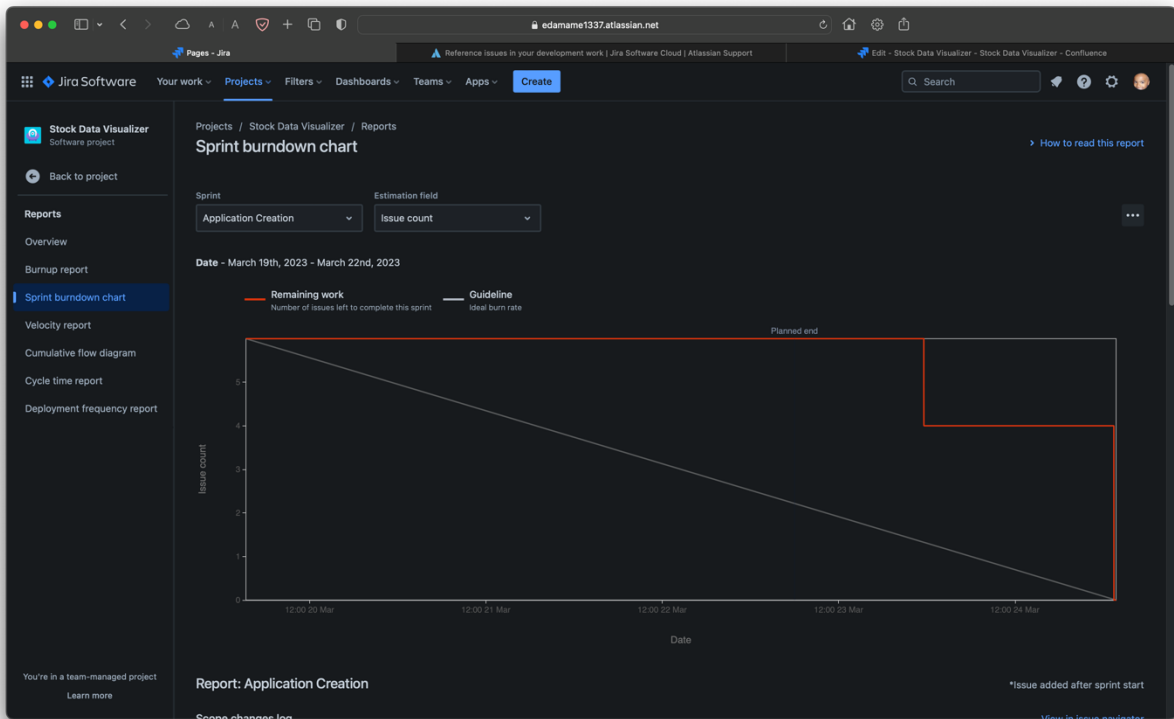 edamame1337.atlassian.net
Pages - Jira
Reference issues in your development work | Jira Software Cloud | Atlassian Support
Edit - Stock Data Visualizer - Stock Data Visualizer - Confluence
Jira Software
Your work
Projects
Filters
Dashboards
Teams
Apps
Create
Search
Stock Data Visualizer
Software project
Back to project
Reports
Overview
Burnup report
Sprint burndown chart
Velocity report
Cumulative flow diagram
Cycle time report
Deployment frequency report
You're in a team-managed project
Learn more
Projects / Stock Data Visualizer / Reports
Sprint burndown chart
How to read this report
Sprint
Application Creation
Estimation field
Issue count
Date - March 19th, 2023 - March 22nd, 2023
Remaining work
Number of issues left to complete this sprint
Guideline
Ideal burn rate
Planned end
5
4
3
2
1
0
Issue count
12:00 20 Mar
12:00 21 Mar
12:00 22 Mar
12:00 23 Mar
12:00 24 Mar
Date
Report: Application Creation
*Issue added after sprint start
Scope changes log
View in issue navigator